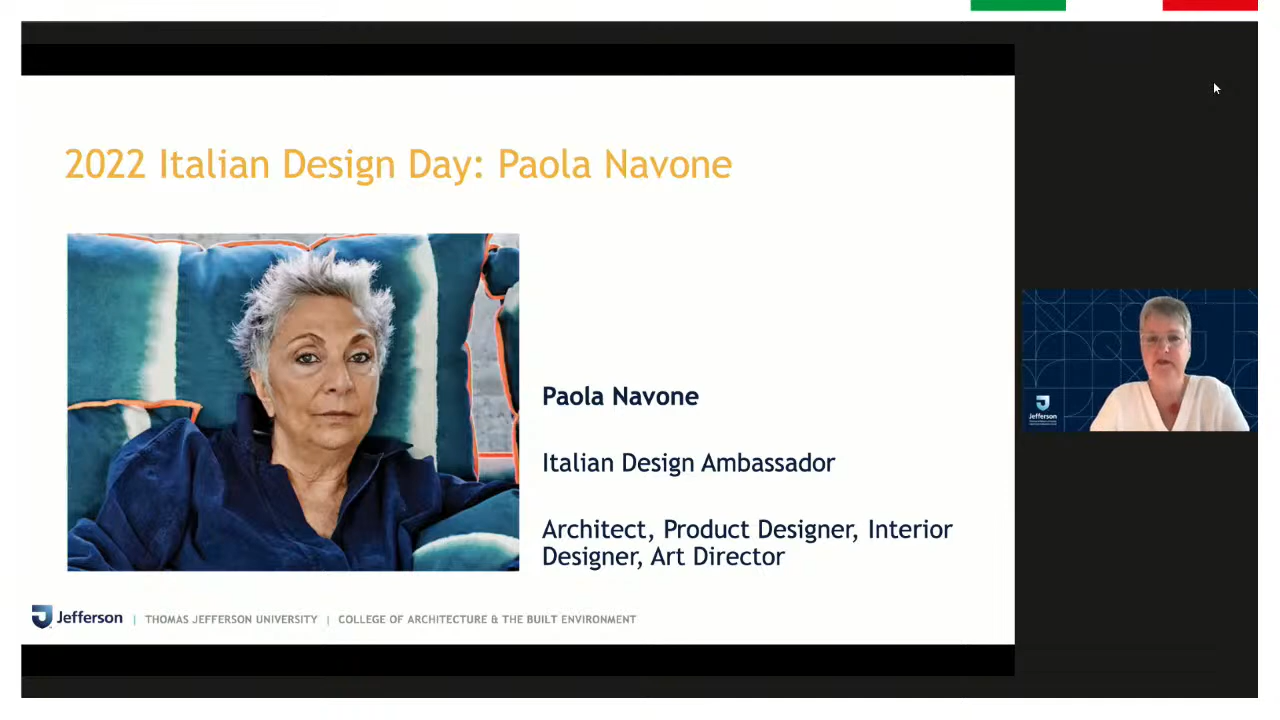 2022 Italian Design Day: Paola Navone
Paola Navone
Italian Design Ambassador
Architect, Product Designer, Interior
Designer, Art Director
Jefferson | THOMAS JEFFERSON UNIVERSITY | COLLEGE OF ARCHITECTURE & THE BUILT ENVIRONMENT
Jefferson